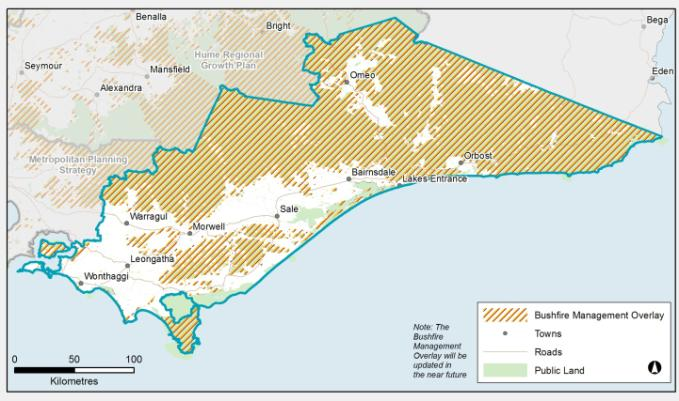 Benalla
Bright
Bega
Hume Regional
Growth Plan
Seymour
Mansfield
Omeo
Eden
Alexandra
Metropolitan Planning
Strategy
Orbost
Bairnsdale
Lakes Entrance
Warragul
Sale
Morwell
Leongatha
Wonthaggi
Note: The
Bushfire
Management
Overlay will be
updated in
the near future
Bushfire Management Overlay
Towns
Roads
Public Land
0 50 100
Kilometres